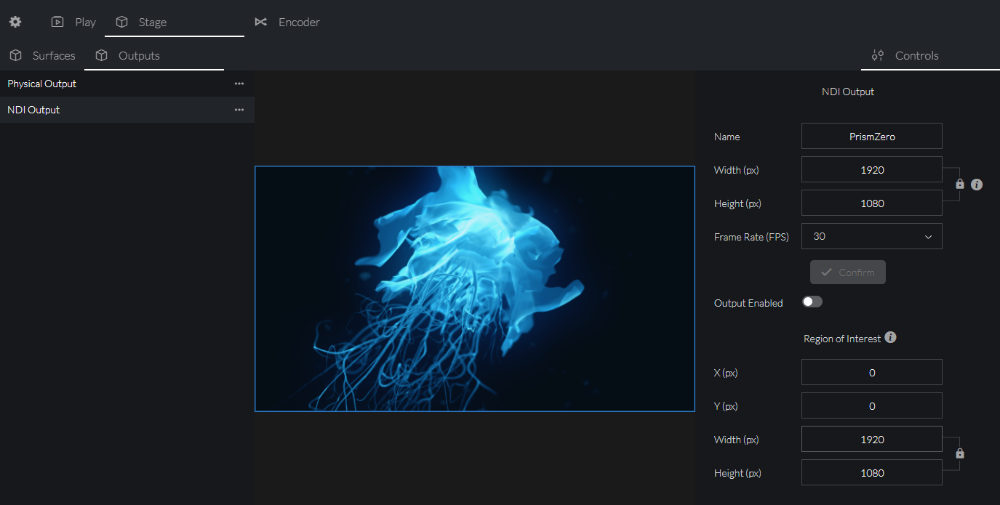 Play Stage Encoder
Surfaces Outputs Controls
Physical Output
NDI Output
NDI Output
Name PrismZero
Width (px) 1920
Height (px) 1080
Frame Rate (FPS) 30
Confirm
Output Enabled
Region of Interest
X (px) 0
Y (px) 0
Width (px) 1920
Height (px) 1080